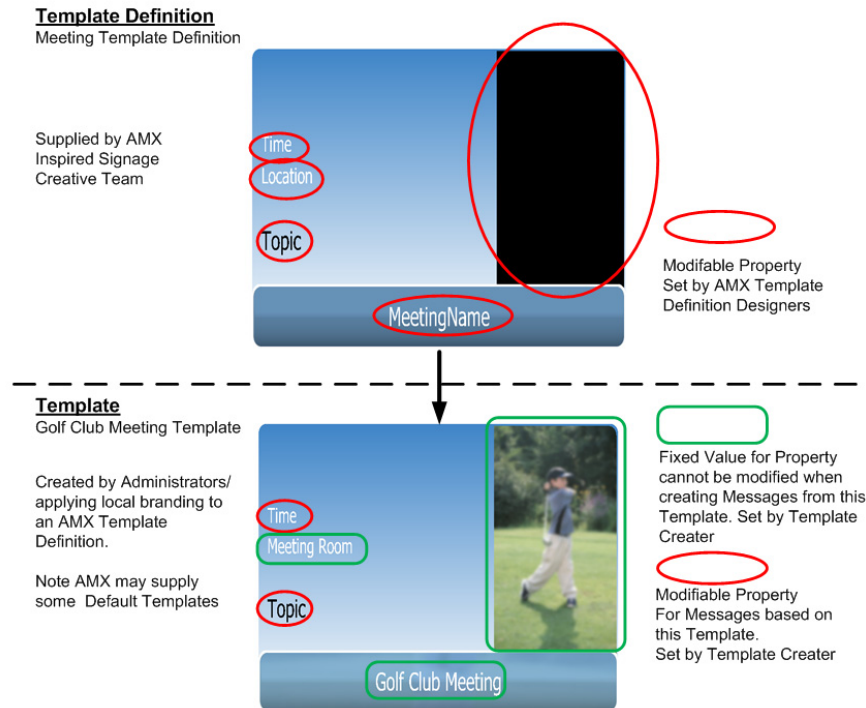 Template Definition
Meeting Template Definition
Supplied by AMX
Inspired Signage
Creative Team
Time
Location
Topic
MeetingName
Modifable Property
Set by AMX Template
Definition Designers
Template
Golf Club Meeting Template
Created by Administrators/
applying local branding to
an AMX Template
Definition.
Note AMX may supply
some Default Templates
Time
Meeting Room
Topic
Golf Club Meeting
Fixed Value for Property
cannot be modified when
creating Messages from this
Template. Set by Template
Creater
Modifiable Property
For Messages based on
this Template.
Set by Template Creater